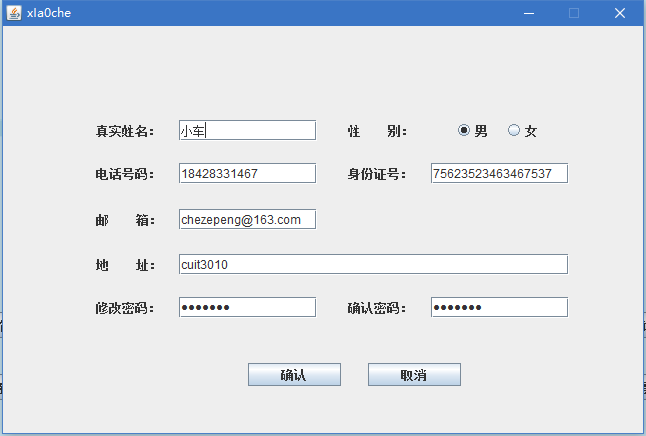 xla0che
真实姓名： 小车 性 别： 男 女
电话号码： 18428331467 身份证号： 75623523463467537
邮 箱： chezepeng@163.com
地 址： cuit3010
修改密码： ••••••• 确认密码： •••••••
确认 取消